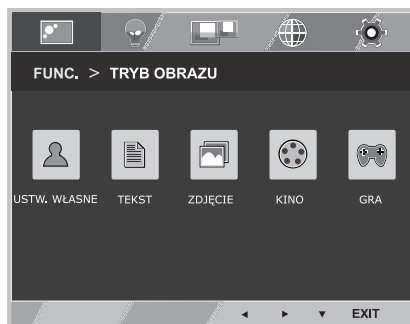 FUNC. > TRYB OBRAZU
USTW. WŁASNE TEKST ZDJĘCIE KINO GRA
EXIT